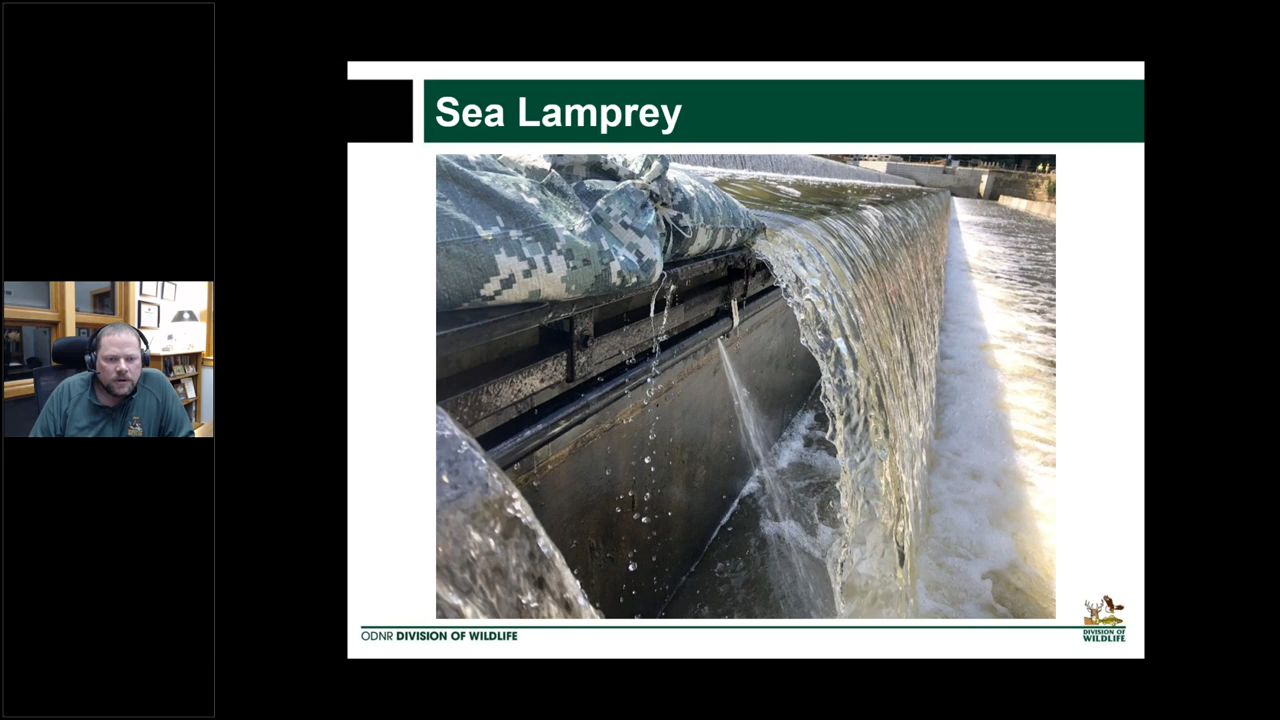 Sea Lamprey
ODNR DIVISION OF WILDLIFE
DIVISION OF
WILDLIFE